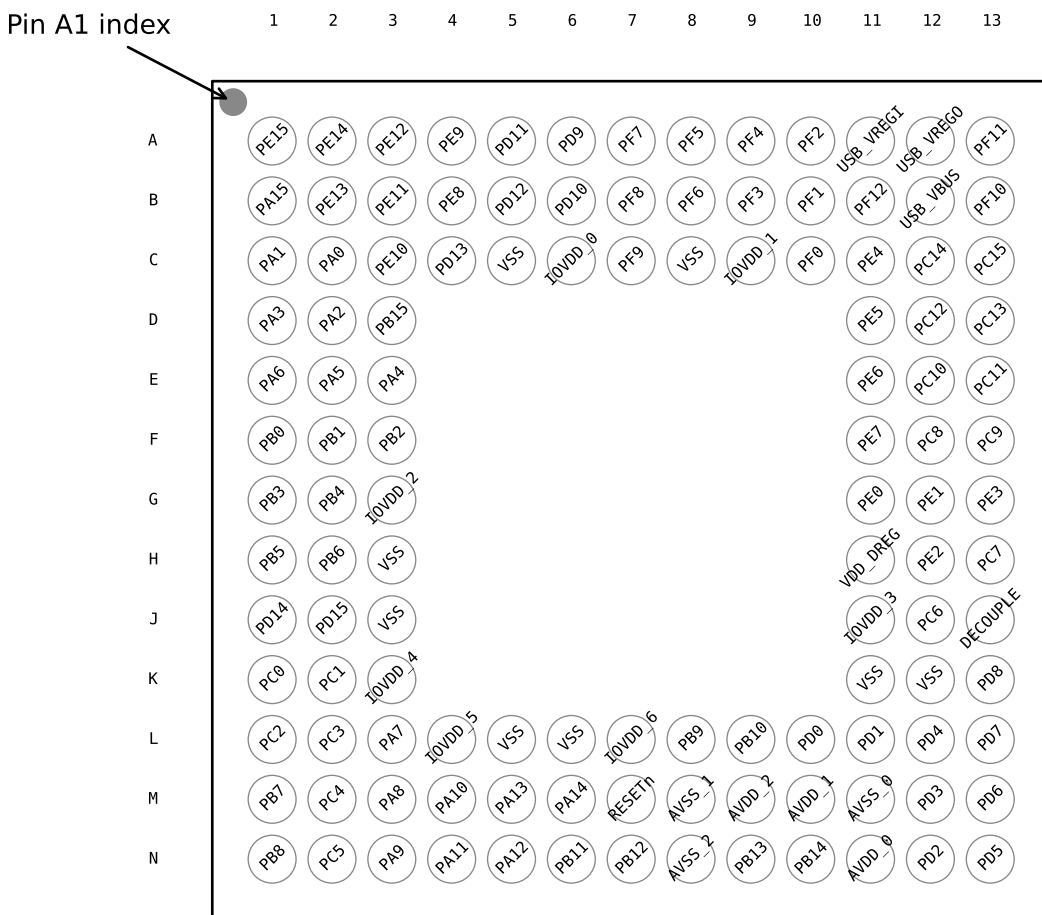 Pin A1 index
1 2 3 4 5 6 7 8 9 10 11 12 13
A PE15 PE14 PE12 PE9 PD11 PD9 PF7 PF5 PF4 PF2 USB_VREGI USB_VREGO PF11
B PA15 PE13 PE11 PE8 PD12 PD10 PF8 PF6 PF3 PF1 PF12 USB_VBUS PF10
C PA1 PA0 PE10 PD13 VSS IOVDD_0 PF9 VSS IOVDD_1 PF0 PE4 PC14 PC15
D PA3 PA2 PB15 PE5 PC12 PC13
E PA6 PA5 PA4 PE6 PC10 PC11
F PB0 PB1 PB2 PE7 PC8 PC9
G PB3 PB4 IOVDD_2 PE0 PE1 PE3
H PB5 PB6 VSS VDD_DREG PE2 PC7
J PD14 PD15 VSS IOVDD_3 PC6 DECOUPLE
K PC0 PC1 IOVDD_4 VSS VSS PD8
L PC2 PC3 PA7 IOVDD_5 VSS VSS IOVDD_6 PB9 PB10 PD0 PD1 PD4 PD7
M PB7 PC4 PA8 PA10 PA13 PA14 RESETn AVSS_1 AVDD_2 AVDD_1 AVSS_0 PD3 PD6
N PB8 PC5 PA9 PA11 PA12 PB11 PB12 AVSS_2 PB13 PB14 AVDD_0 PD2 PD5